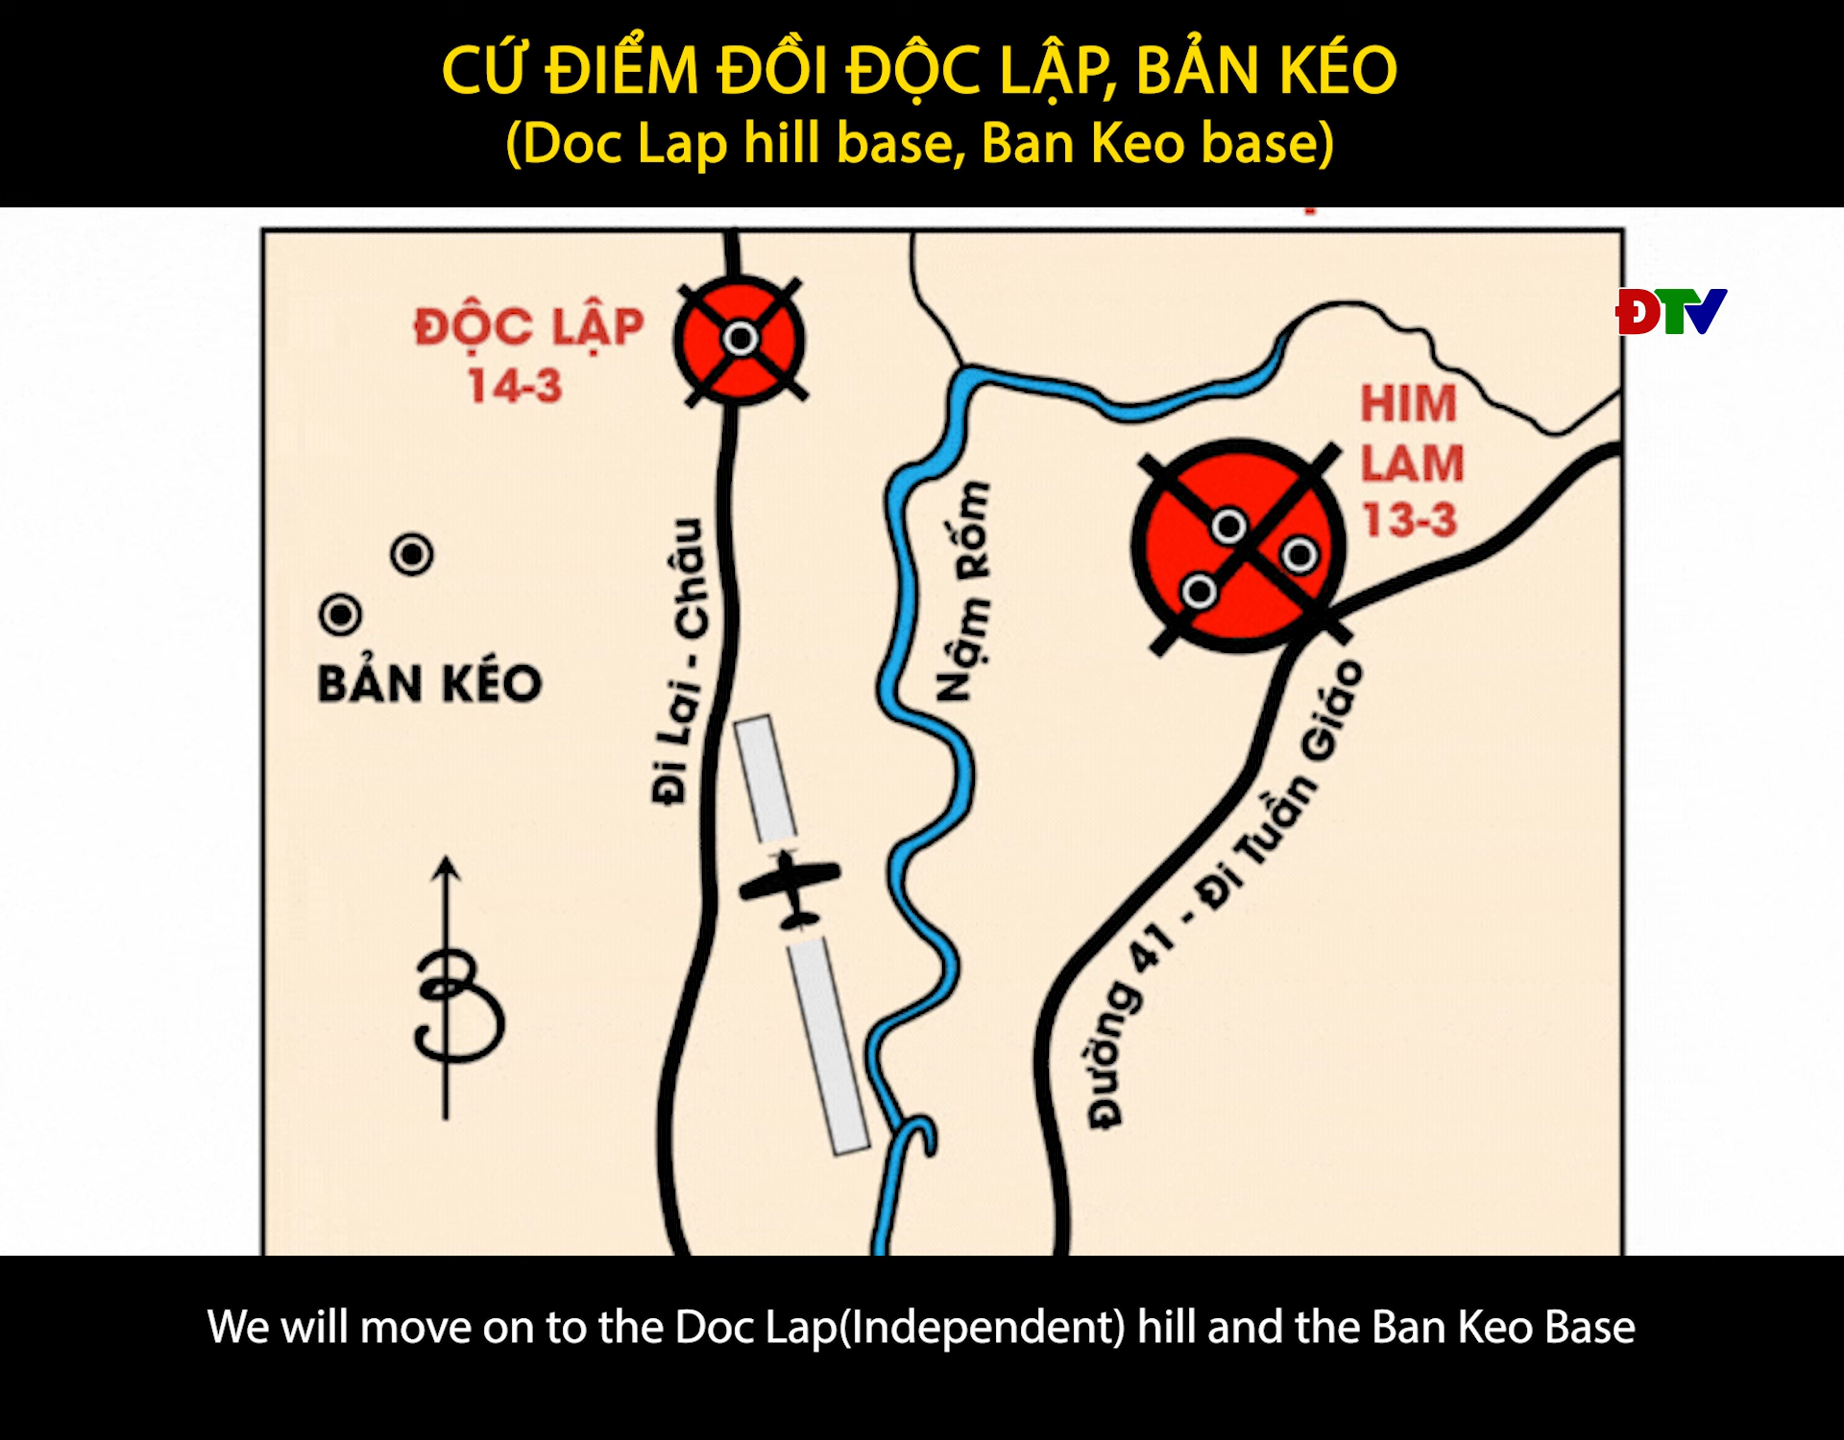 CỨ ĐIỂM ĐỒI ĐỘC LẬP, BẢN KÉO
(Doc Lap hill base, Ban Keo base)
ĐTV
ĐỘC LẬP
14-3
HIM
LAM
13-3
BẢN KÉO
Đi Lai - Châu
Nậm Rốm
Đường 41 - Đi Tuần Giáo
B
We will move on to the Doc Lap(Independent) hill and the Ban Keo Base